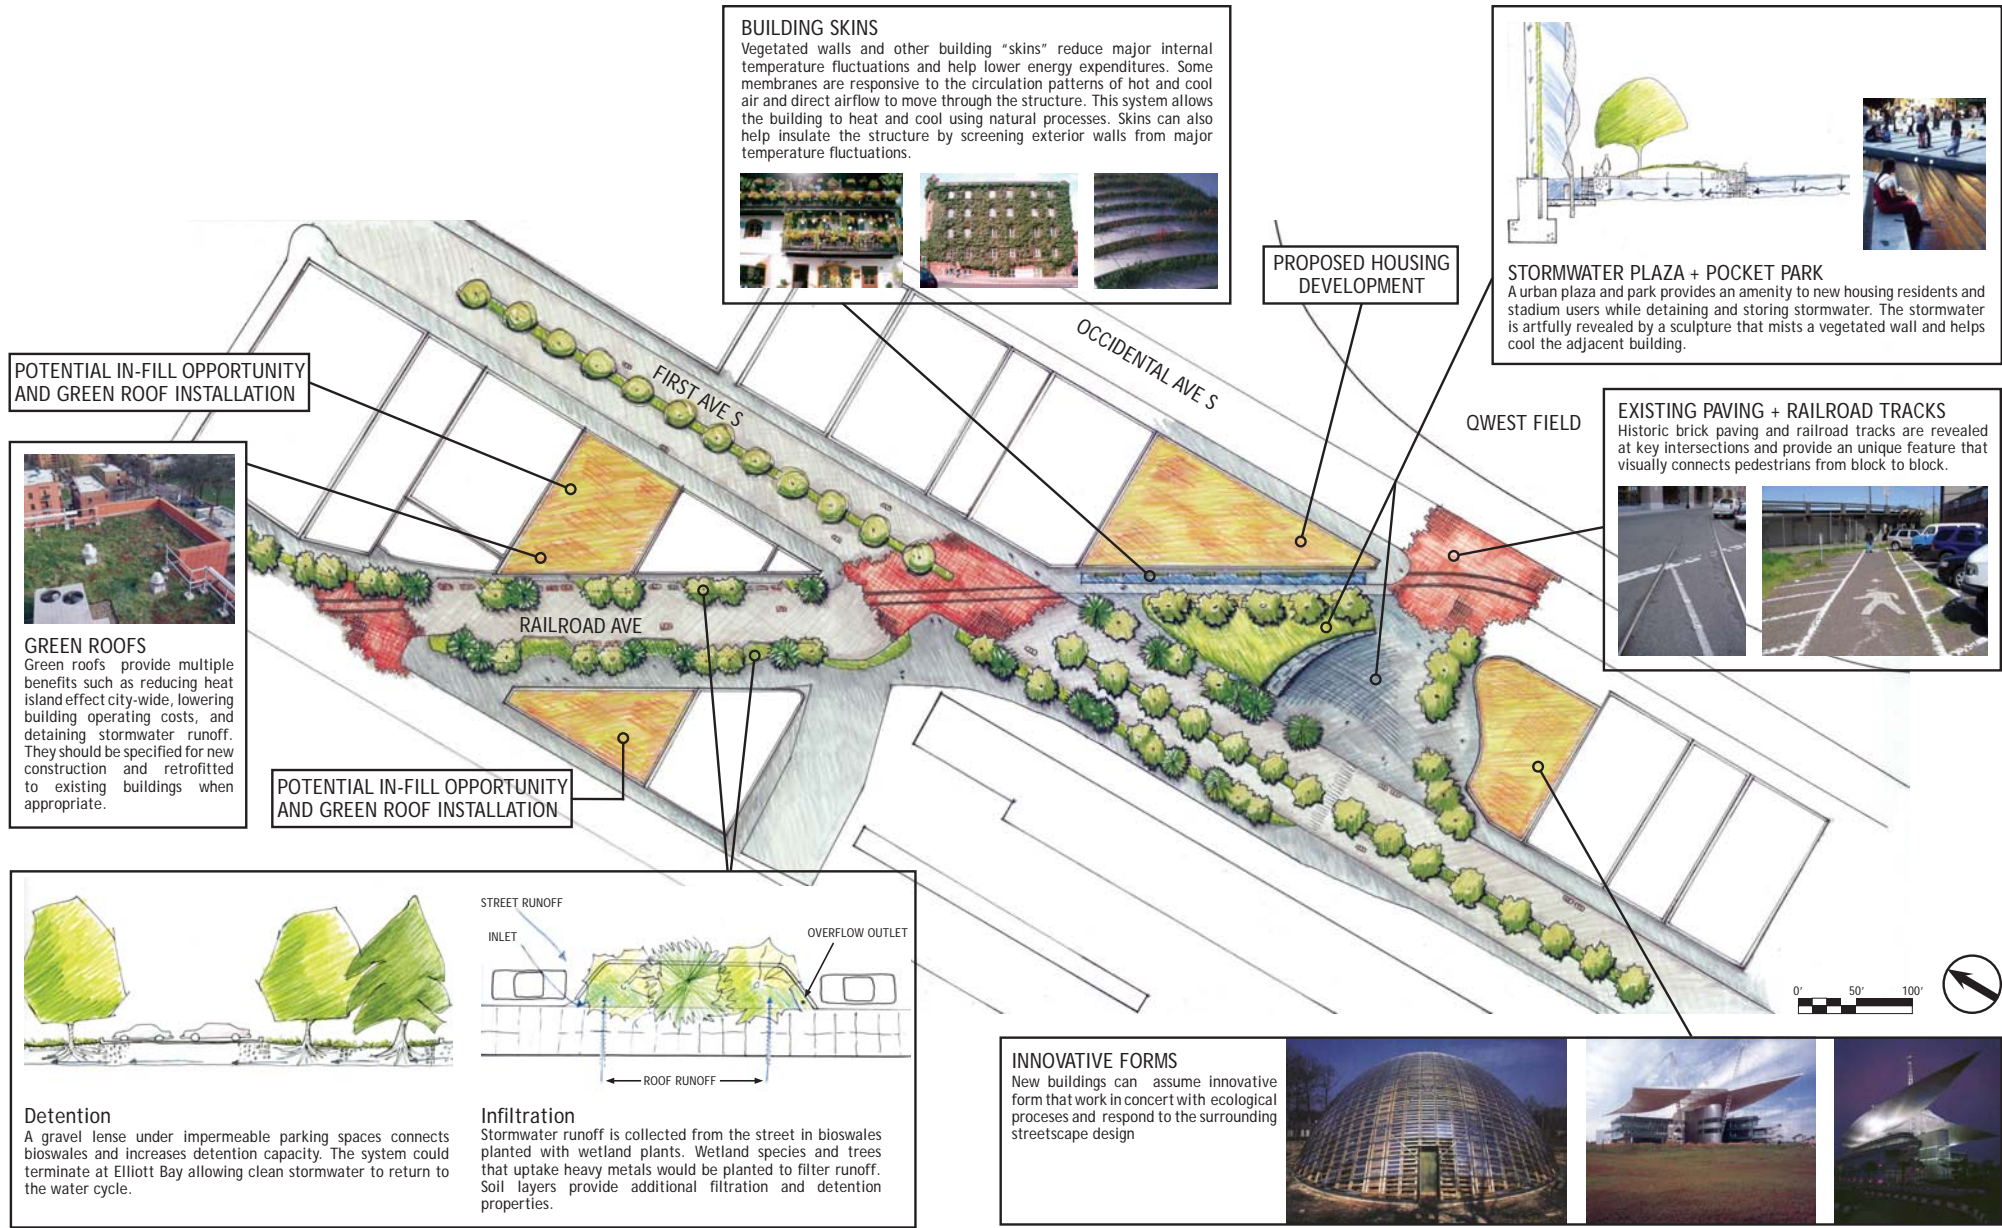 BUILDING SKINS
Vegetated walls and other building “skins” reduce major internal
temperature fluctuations and help lower energy expenditures. Some
membranes are responsive to the circulation patterns of hot and cool
air and direct airflow to move through the structure. This system allows
the building to heat and cool using natural processes. Skins can also
help insulate the structure by screening exterior walls from major
temperature fluctuations.
STORMWATER PLAZA + POCKET PARK
A urban plaza and park provides an amenity to new housing residents and
stadium users while detaining and storing stormwater. The stormwater
is artfully revealed by a sculpture that mists a vegetated wall and helps
cool the adjacent building.
PROPOSED HOUSING
DEVELOPMENT
OCCIDENTAL AVE S
FIRST AVE S
QWEST FIELD
POTENTIAL IN-FILL OPPORTUNITY
AND GREEN ROOF INSTALLATION
EXISTING PAVING + RAILROAD TRACKS
Historic brick paving and railroad tracks are revealed
at key intersections and provide an unique feature that
visually connects pedestrians from block to block.
RAILROAD AVE
GREEN ROOFS
Green roofs provide multiple
benefits such as reducing heat
island effect city-wide, lowering
building operating costs, and
detaining stormwater runoff.
They should be specified for new
construction and retrofitted
to existing buildings when
appropriate.
POTENTIAL IN-FILL OPPORTUNITY
AND GREEN ROOF INSTALLATION
STREET RUNOFF
INLET
OVERFLOW OUTLET
ROOF RUNOFF
Detention
A gravel lense under impermeable parking spaces connects
bioswales and increases detention capacity. The system could
terminate at Elliott Bay allowing clean stormwater to return to
the water cycle.
Infiltration
Stormwater runoff is collected from the street in bioswales
planted with wetland plants. Wetland species and trees
that uptake heavy metals would be planted to filter runoff.
Soil layers provide additional filtration and detention
properties.
0' 50' 100'
INNOVATIVE FORMS
New buildings can assume innovative
form that work in concert with ecological
proceses and respond to the surrounding
streetscape design